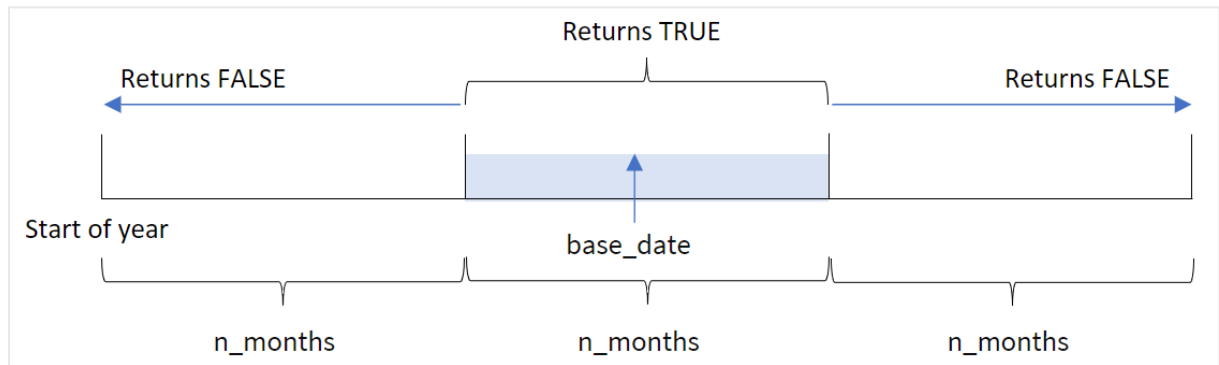 Returns TRUE
Returns FALSE
Returns FALSE
Start of year
base_date
n_months
n_months
n_months